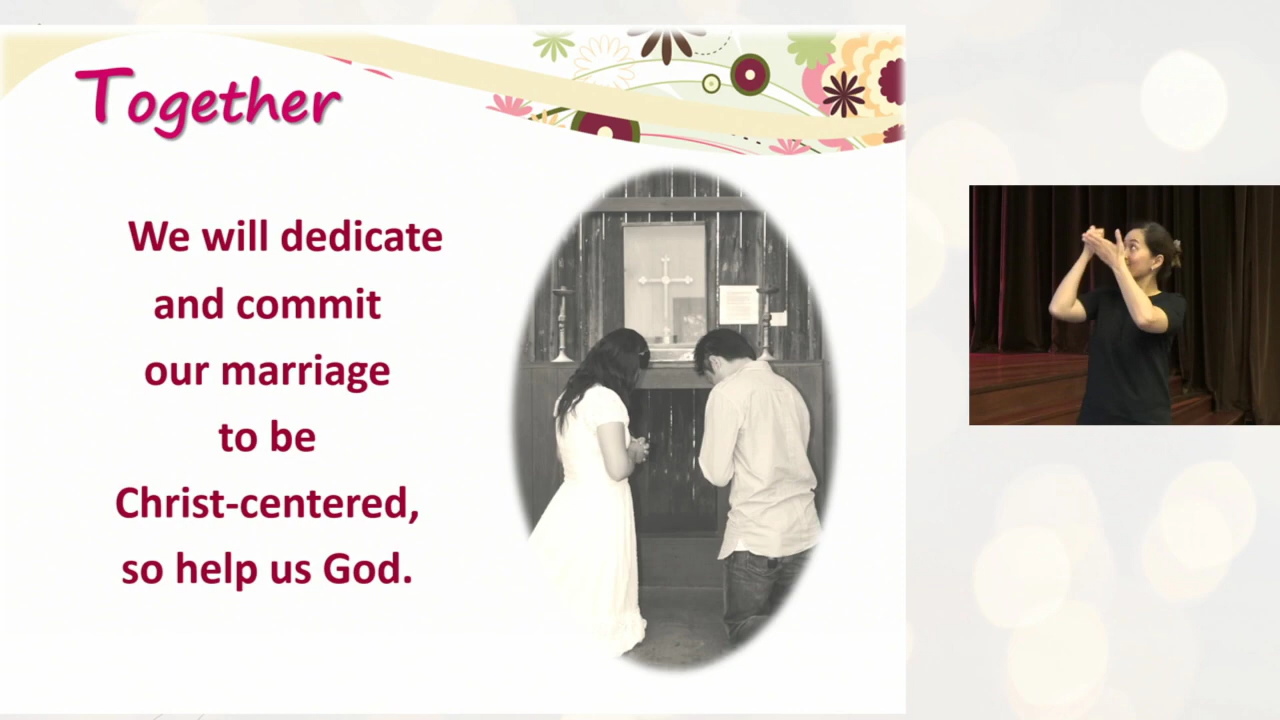 Together
We will dedicate
and commit
our marriage
to be
Christ-centered,
so help us God.